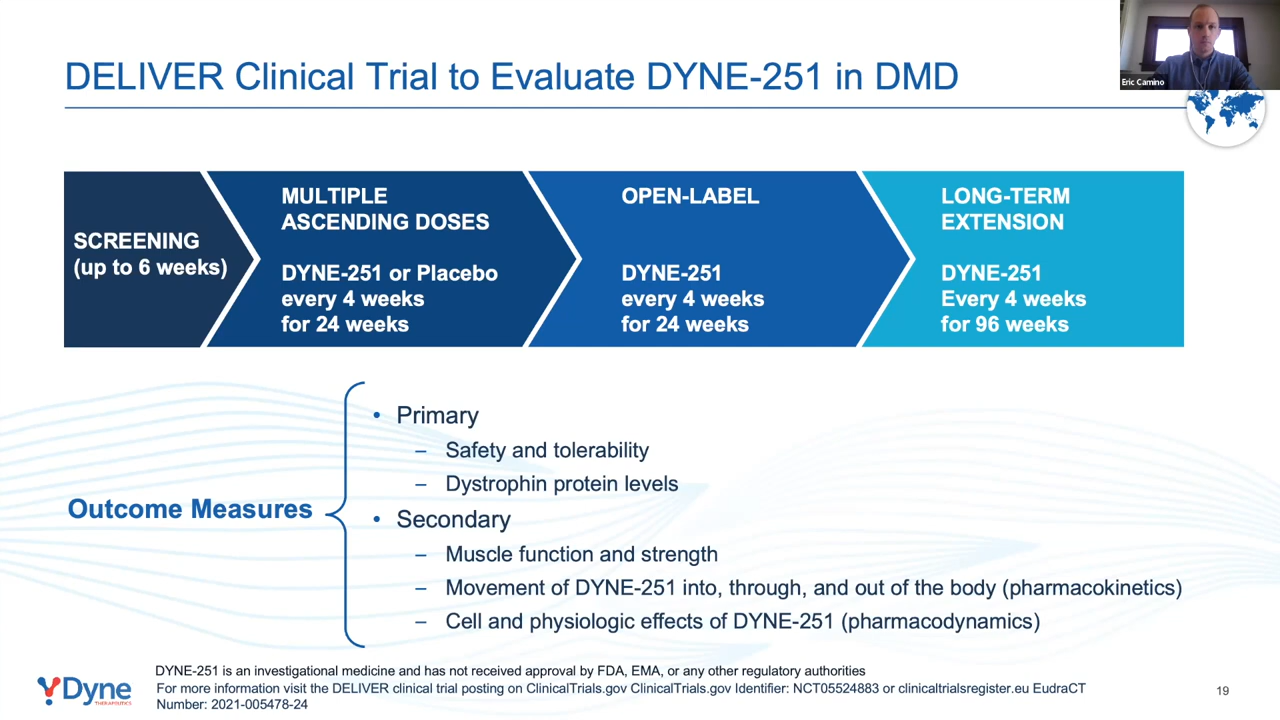 DELIVER Clinical Trial to Evaluate DYNE-251 in DMD
Eric Camino
SCREENING
(up to 6 weeks)
MULTIPLE
ASCENDING DOSES
DYNE-251 or Placebo
every 4 weeks
for 24 weeks
OPEN-LABEL
DYNE-251
every 4 weeks
for 24 weeks
LONG-TERM
EXTENSION
DYNE-251
Every 4 weeks
for 96 weeks
Outcome Measures
• Primary
– Safety and tolerability
– Dystrophin protein levels
• Secondary
– Muscle function and strength
– Movement of DYNE-251 into, through, and out of the body (pharmacokinetics)
– Cell and physiologic effects of DYNE-251 (pharmacodynamics)
Dyne
THERAPEUTICS
DYNE-251 is an investigational medicine and has not received approval by FDA, EMA, or any other regulatory authorities
For more information visit the DELIVER clinical trial posting on ClinicalTrials.gov ClinicalTrials.gov Identifier: NCT05524883 or clinicaltrialsregister.eu EudraCT
Number: 2021-005478-24
19